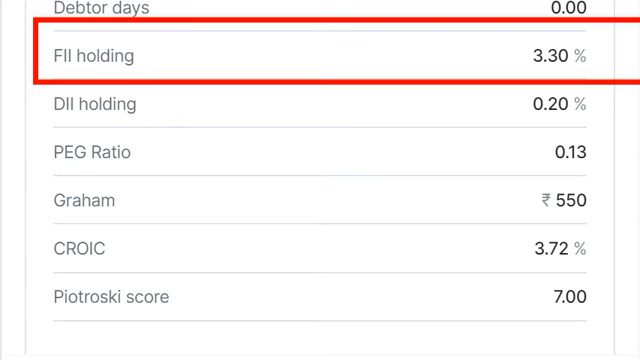 Debtor days 0.00
FII holding 3.30 %
DII holding 0.20 %
PEG Ratio 0.13
Graham ₹ 550
CROIC 3.72 %
Piotroski score 7.00